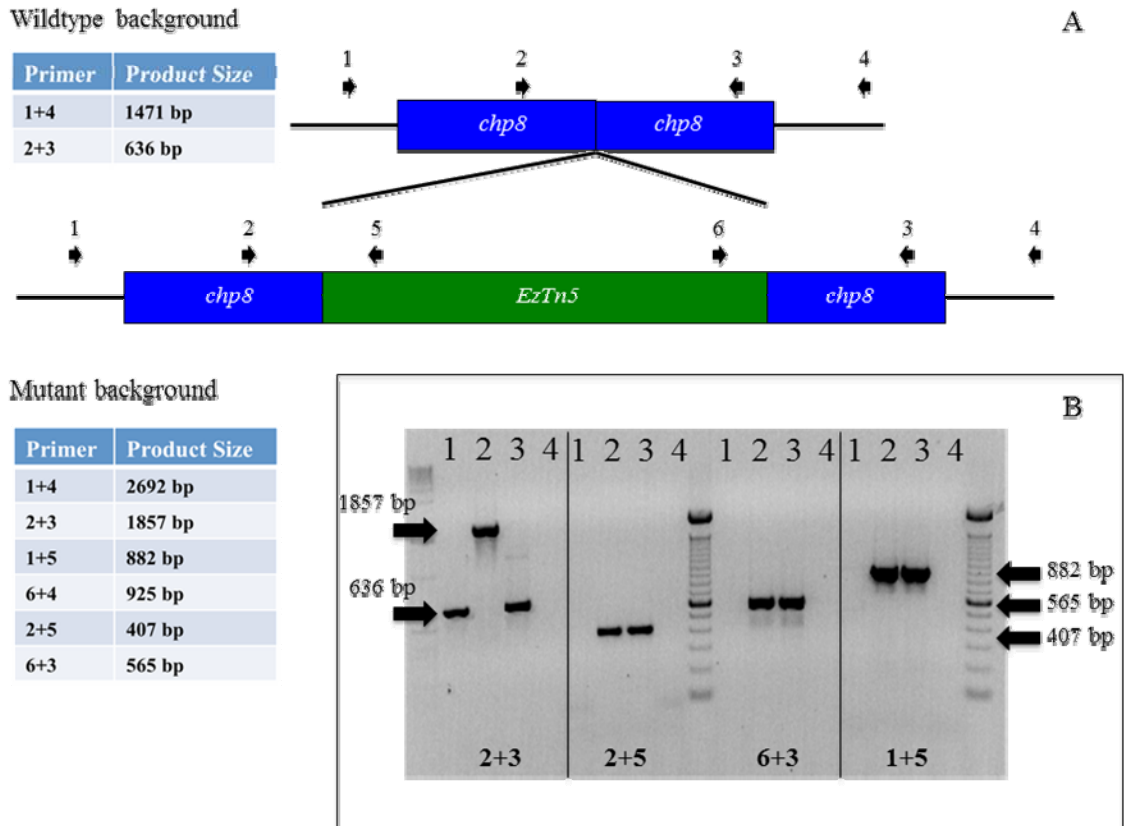 Wildtype background
A
Primer Product Size
1+4 1471 bp
2+3 636 bp
1 2 3 4
chp8 chp8
1 2 5 6 3 4
chp8 EzTn5 chp8
Mutant background
Primer Product Size
1+4 2692 bp
2+3 1857 bp
1+5 882 bp
6+4 925 bp
2+5 407 bp
6+3 565 bp
B
1 2 3 4 1 2 3 4 1 2 3 4 1 2 3 4
1857 bp
636 bp
882 bp
565 bp
407 bp
2+3 2+5 6+3 1+5